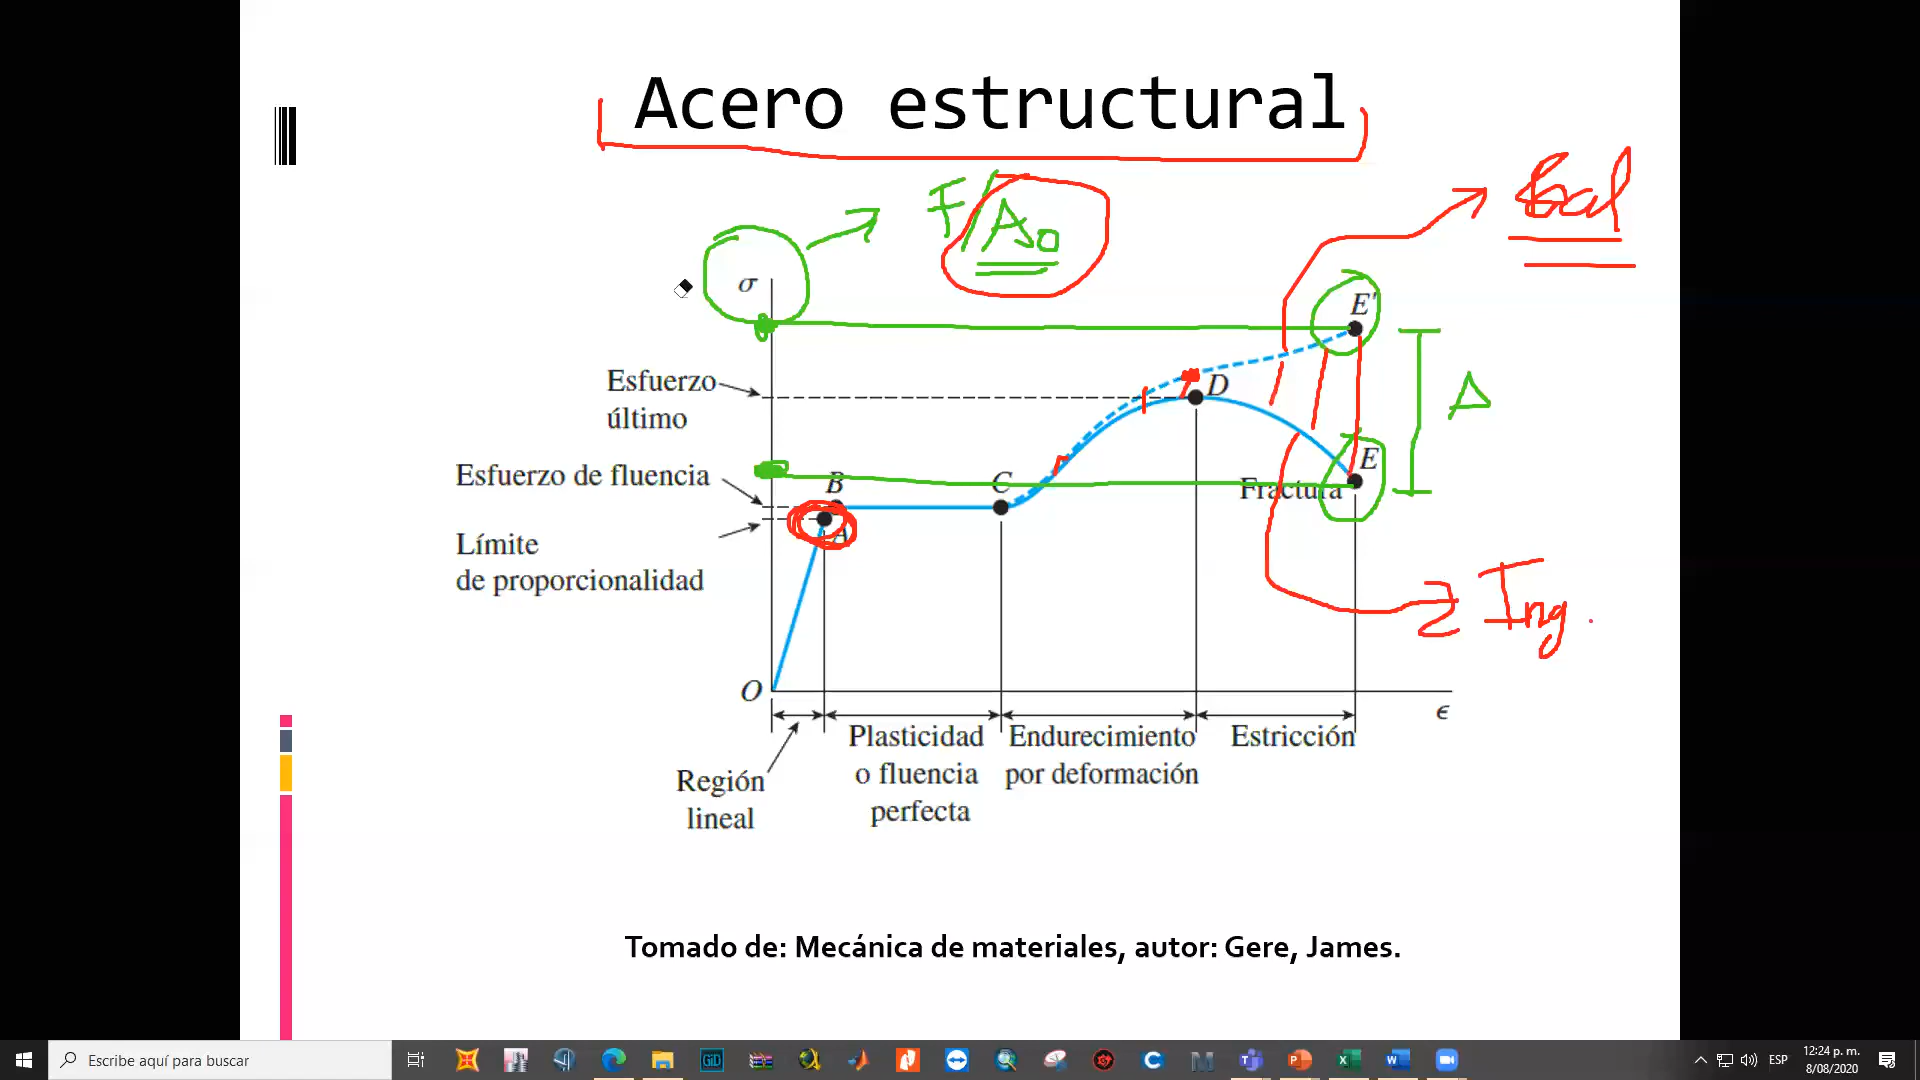 Acero estructural
F/A₀
σ
E'
Esfuerzo
último
D
Δ
Esfuerzo de fluencia
B
C
E
Fractura
A
Límite
de proporcionalidad
Ing.
O
ϵ
Región
lineal
Plasticidad
o fluencia
perfecta
Endurecimiento
por deformación
Estricción
Tomado de: Mecánica de materiales, autor: Gere, James.
Escribe aquí para buscar
GiD
ESP
12:24 p. m.
8/08/2020